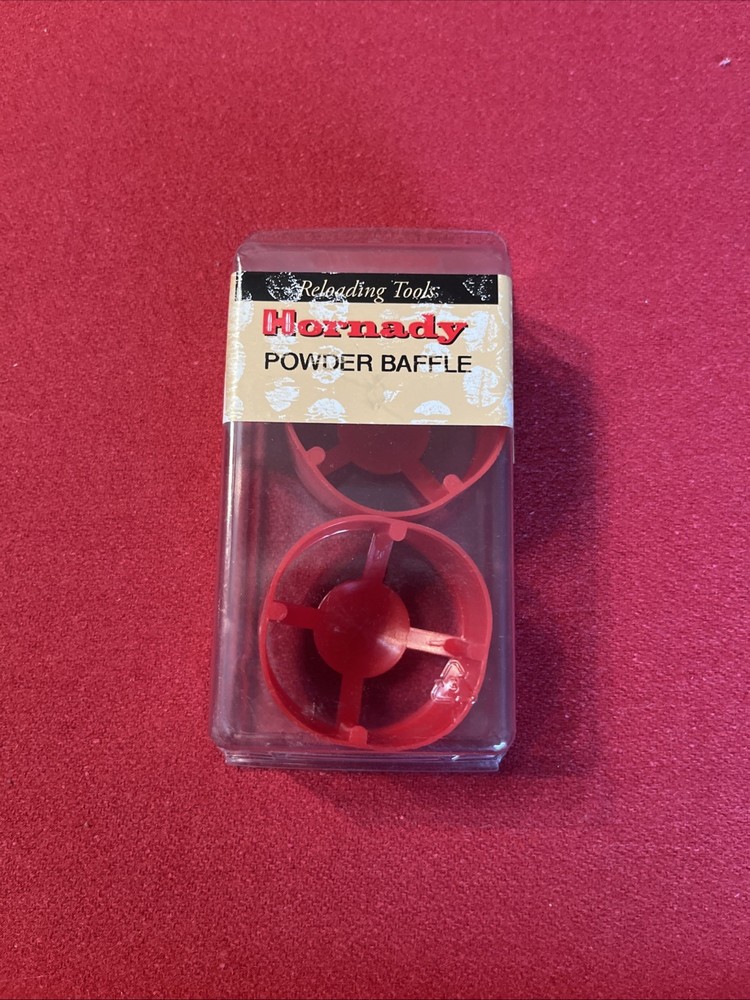 Reloading Tools
Hornady
POWDER BAFFLE